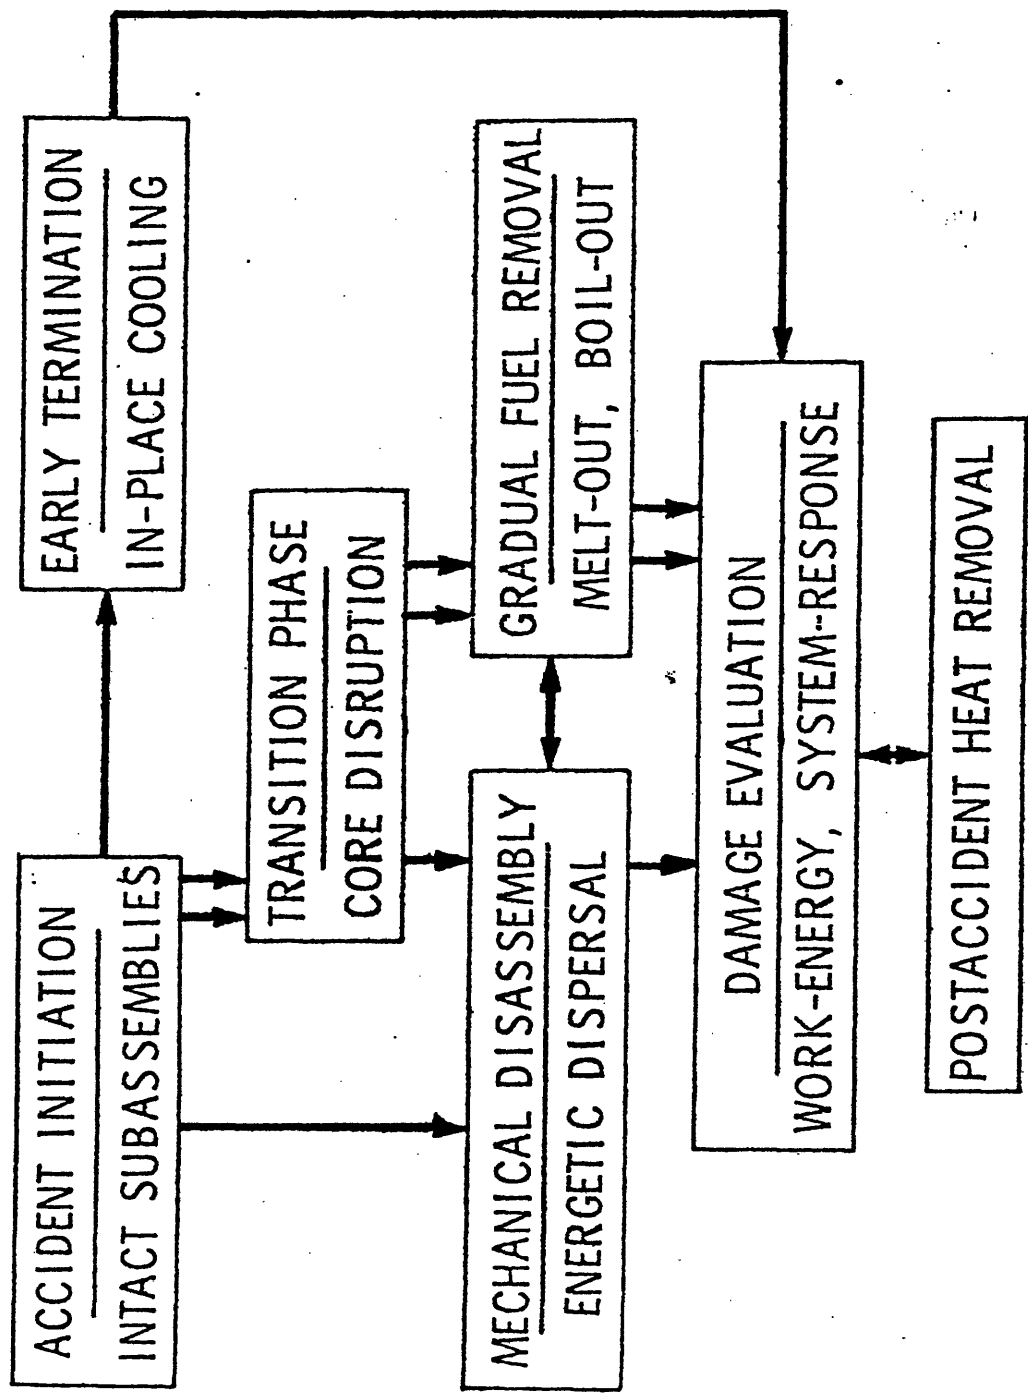 ACCIDENT INITIATION
INTACT SUBASSEMBLIES
EARLY TERMINATION
IN-PLACE COOLING
TRANSITION PHASE
CORE DISRUPTION
MECHANICAL DISASSEMBLY
ENERGETIC DISPERSAL
GRADUAL FUEL REMOVAL
MELT-OUT, BOIL-OUT
DAMAGE EVALUATION
WORK-ENERGY, SYSTEM-RESPONSE
POSTACCIDENT HEAT REMOVAL